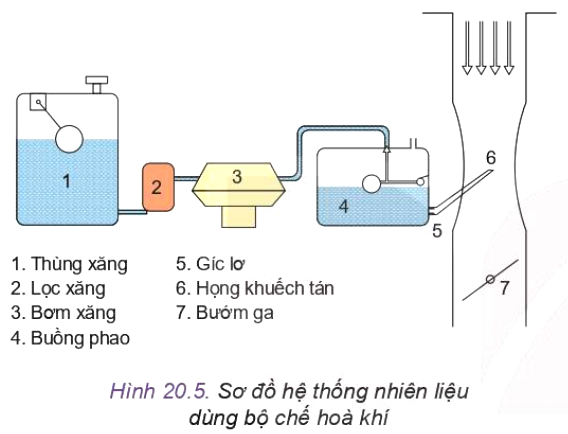 6
1
2
3
4
5
7
1. Thùng xăng
2. Lọc xăng
3. Bơm xăng
4. Buồng phao
5. Gíc lơ
6. Họng khuếch tán
7. Bướm ga
Hình 20.5. Sơ đồ hệ thống nhiên liệu
dùng bộ chế hoà khí